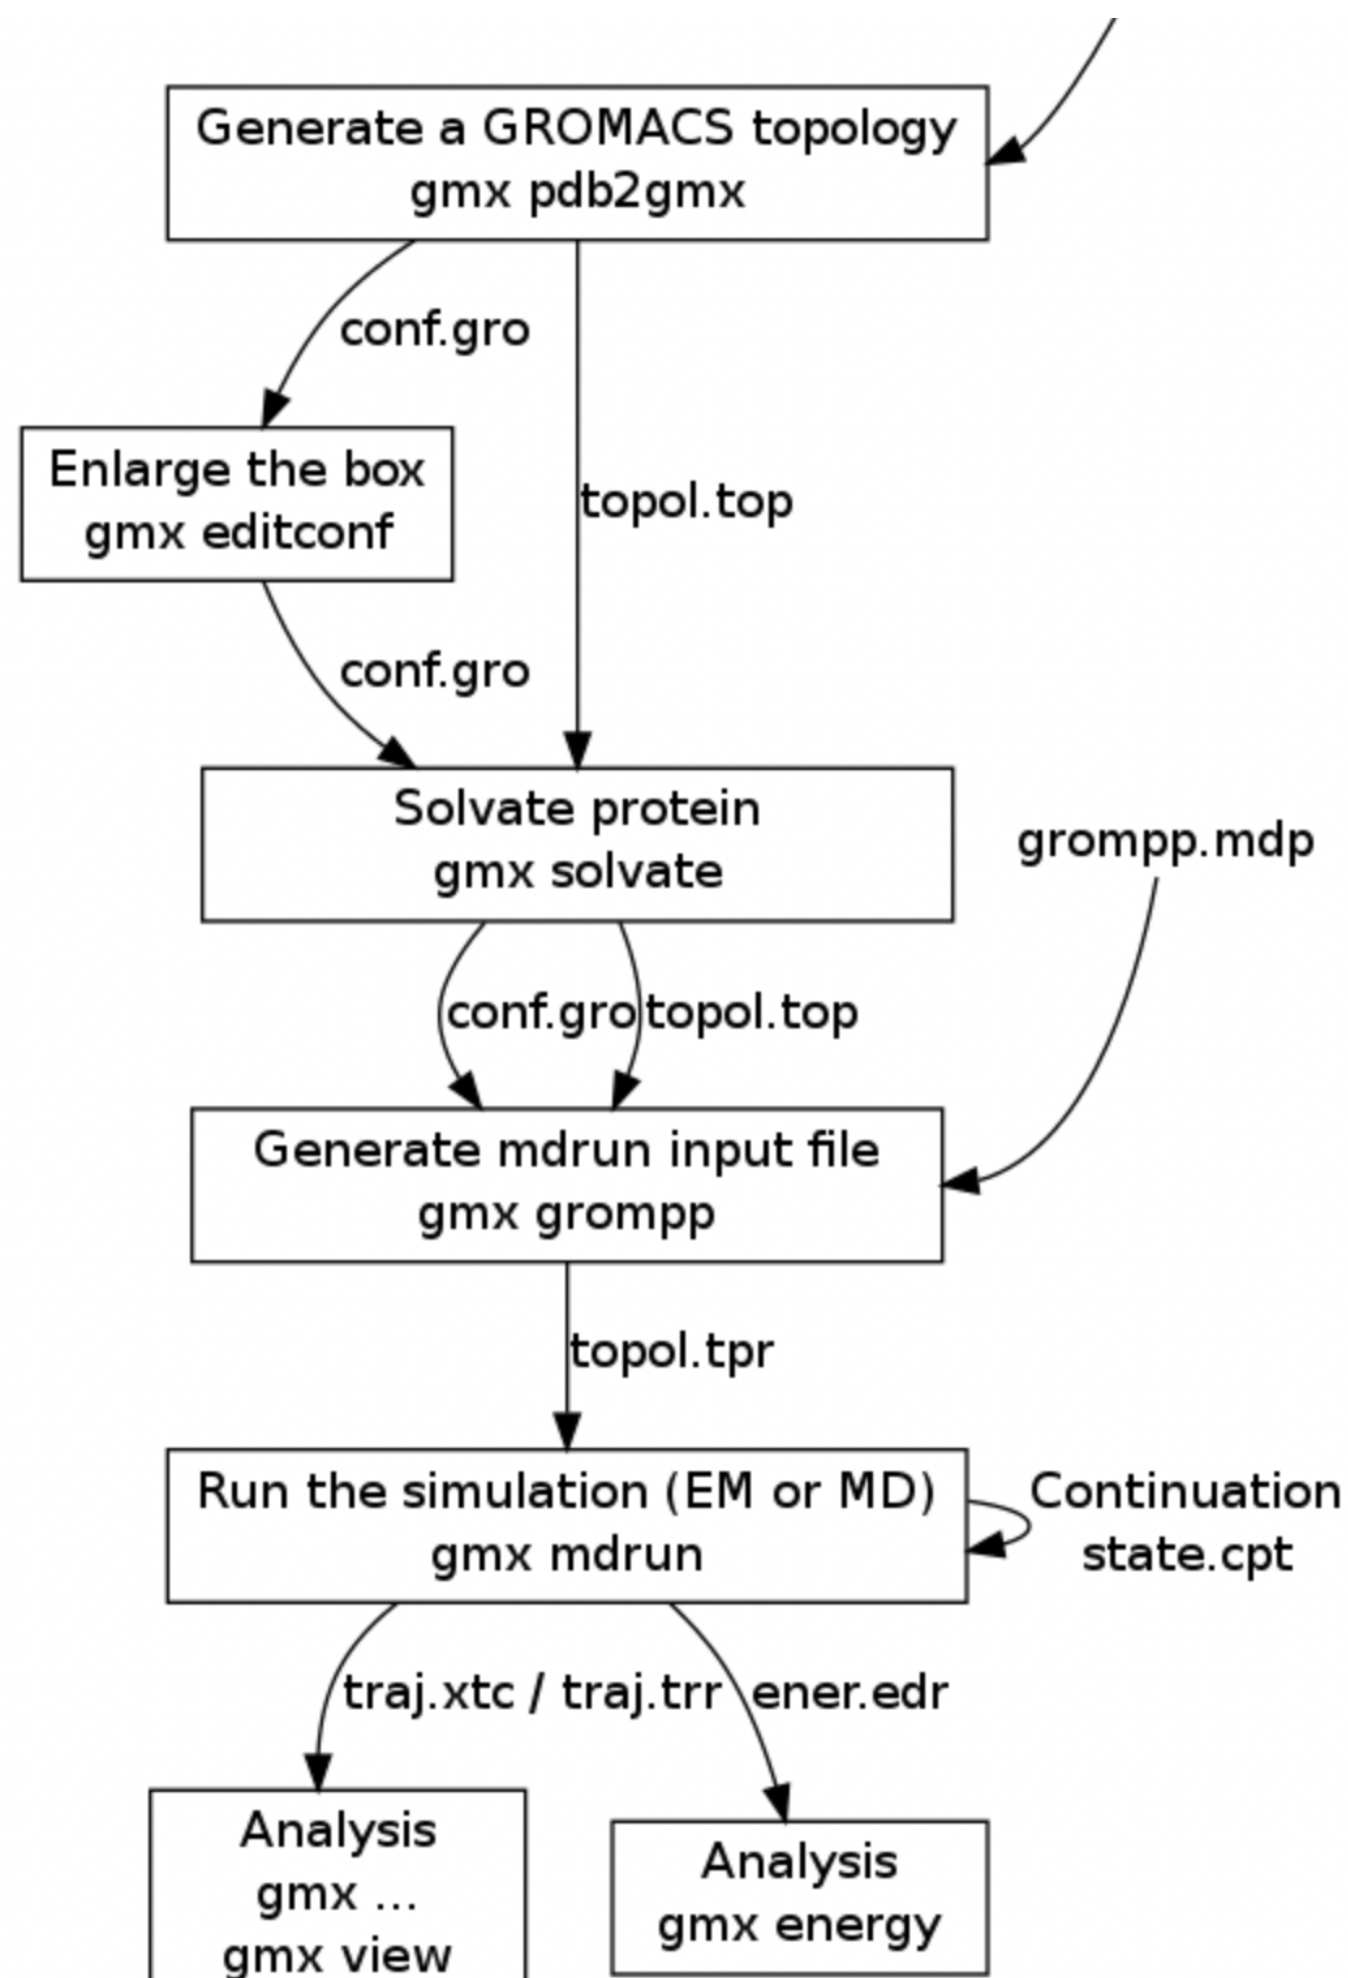 Generate a GROMACS topology
gmx pdb2gmx
conf.gro
Enlarge the box
gmx editconf
topol.top
conf.gro
Solvate protein
gmx solvate
grompp.mdp
conf.gro
topol.top
Generate mdrun input file
gmx grompp
topol.tpr
Run the simulation (EM or MD)
gmx mdrun
Continuation
state.cpt
traj.xtc / traj.trr
ener.edr
Analysis
gmx ...
gmx view
Analysis
gmx energy